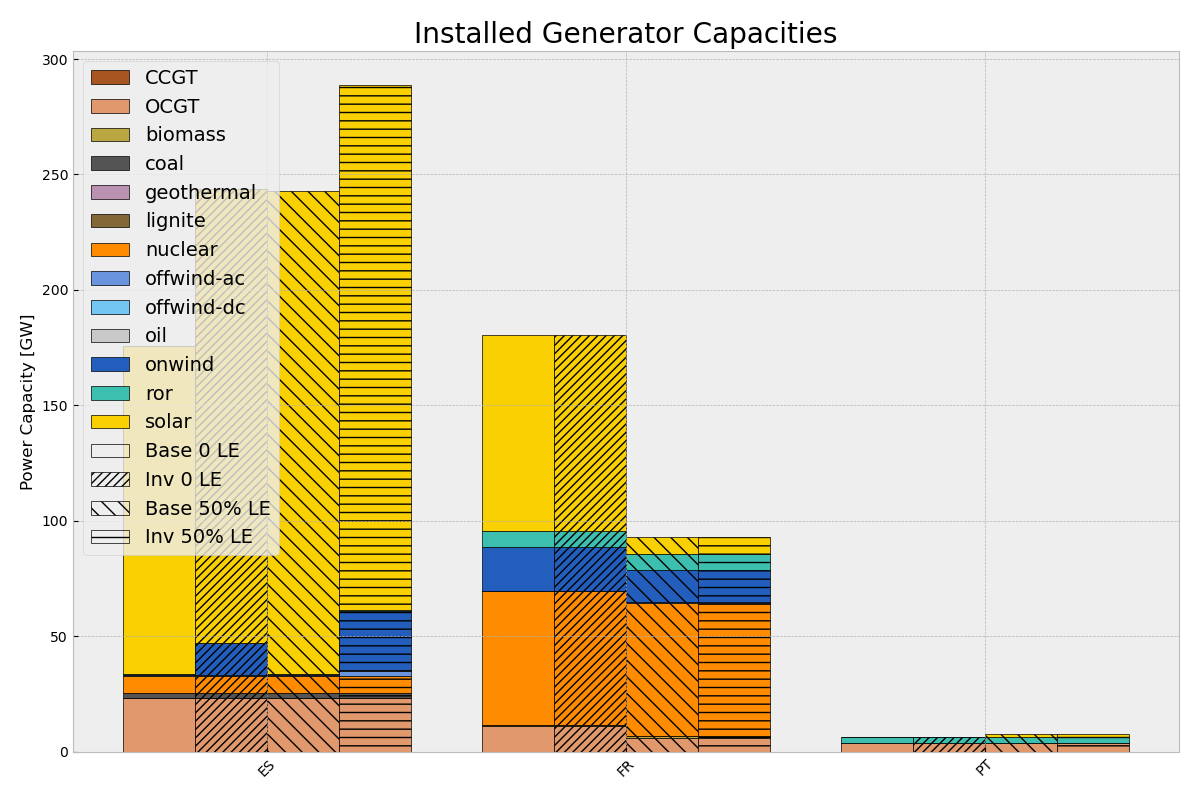 Installed Generator Capacities
Power Capacity [GW]
300
250
200
150
100
50
0
CCGT
OCGT
biomass
coal
geothermal
lignite
nuclear
offwind-ac
offwind-dc
oil
onwind
ror
solar
Base 0 LE
Inv 0 LE
Base 50% LE
Inv 50% LE
ES
FR
PT